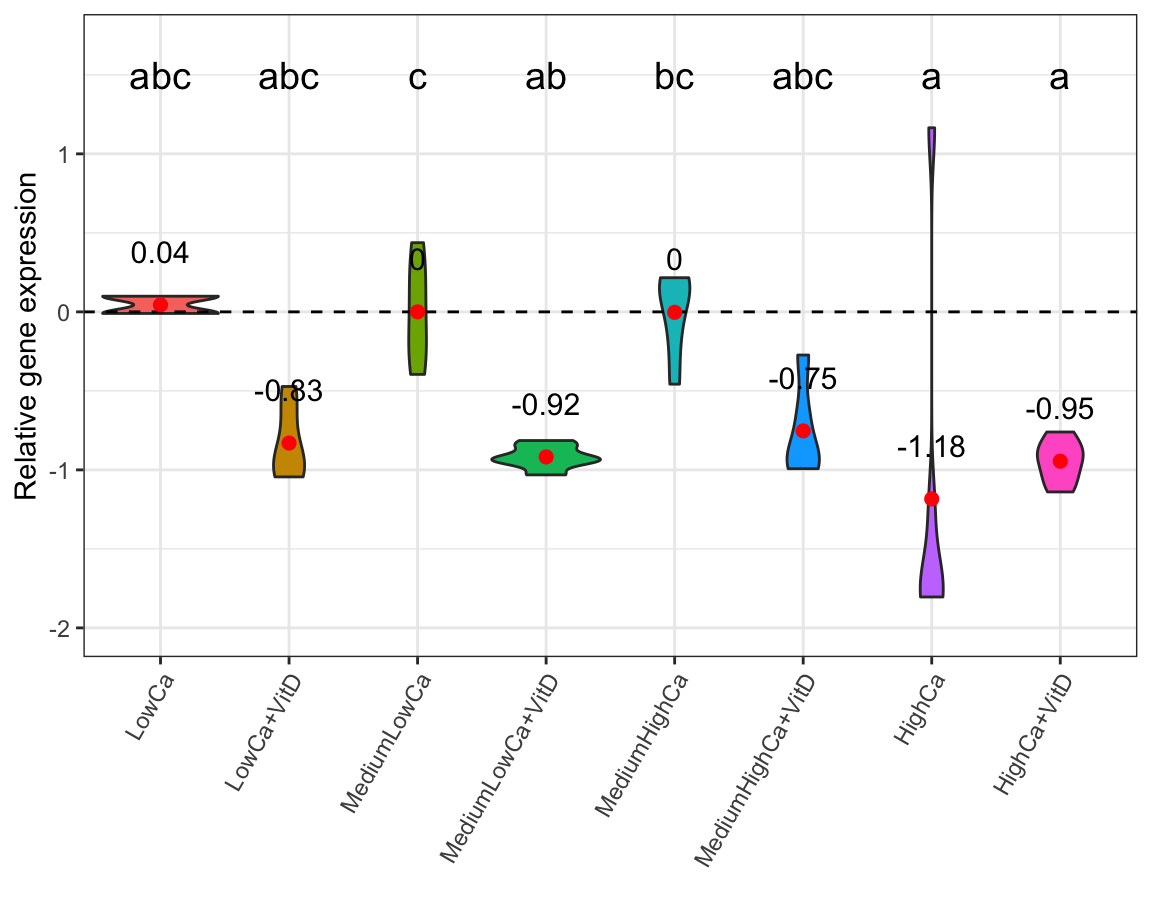 abc abc c ab bc abc a a
Relative gene expression
1
0
-1
-2
0.04
-0.83
0
-0.92
0
-0.75
-1.18
-0.95
LowCa
LowCa+VitD
MediumLowCa
MediumLowCa+VitD
MediumHighCa
MediumHighCa+VitD
HighCa
HighCa+VitD